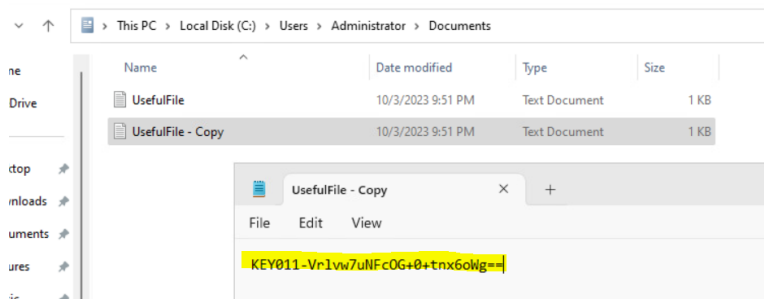 This PC > Local Disk (C:) > Users > Administrator > Documents
Name Date modified Type Size
ne
Drive
UsefulFile 10/3/2023 9:51 PM Text Document 1 KB
UsefulFile - Copy 10/3/2023 9:51 PM Text Document 1 KB
ktop
vnloads
uments
ures
ic
UsefulFile - Copy
File Edit View
KEY011-Vrlvw7uNFcOG+0+tnx6oWg==